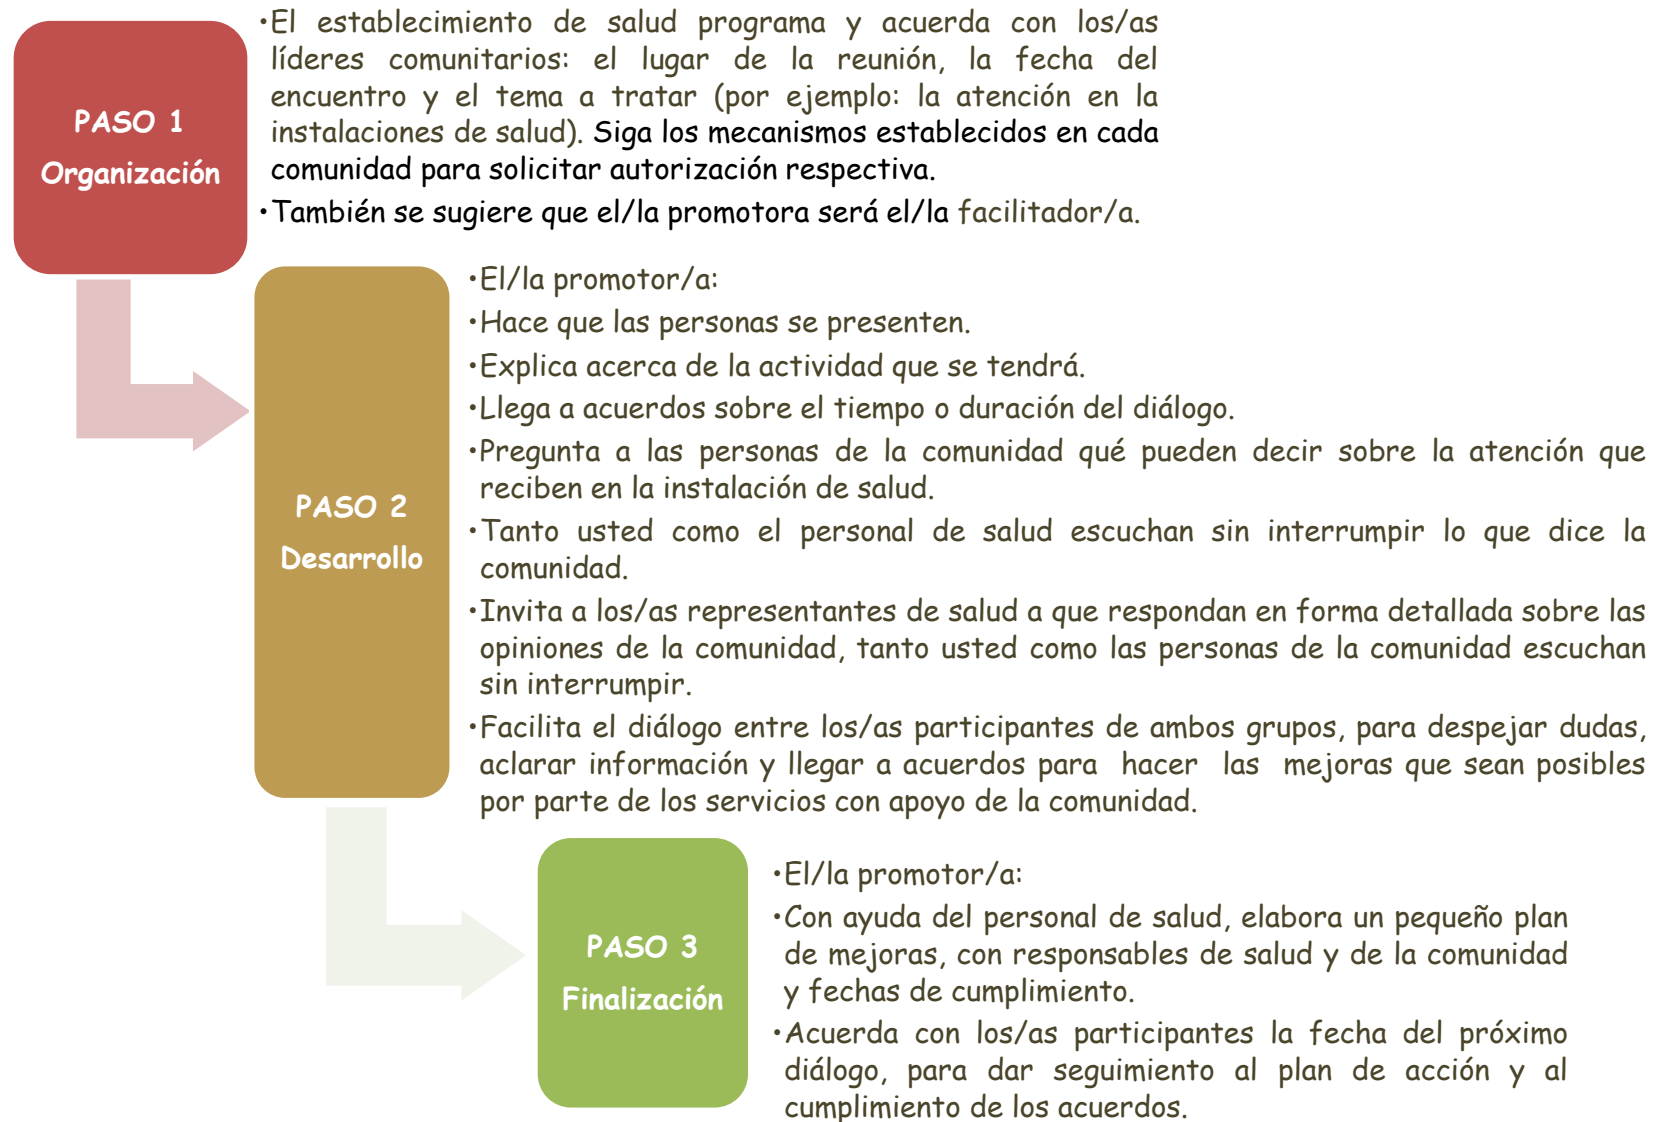 PASO 1
Organización
•El establecimiento de salud programa y acuerda con los/as
líderes comunitarios: el lugar de la reunión, la fecha del
encuentro y el tema a tratar (por ejemplo: la atención en la
instalaciones de salud). Siga los mecanismos establecidos en cada
comunidad para solicitar autorización respectiva.
•También se sugiere que el/la promotora será el/la facilitador/a.
PASO 2
Desarrollo
•El/la promotor/a:
•Hace que las personas se presenten.
•Explica acerca de la actividad que se tendrá.
•Llega a acuerdos sobre el tiempo o duración del diálogo.
•Pregunta a las personas de la comunidad qué pueden decir sobre la atención que
reciben en la instalación de salud.
•Tanto usted como el personal de salud escuchan sin interrumpir lo que dice la
comunidad.
•Invita a los/as representantes de salud a que respondan en forma detallada sobre las
opiniones de la comunidad, tanto usted como las personas de la comunidad escuchan
sin interrumpir.
•Facilita el diálogo entre los/as participantes de ambos grupos, para despejar dudas,
aclarar información y llegar a acuerdos para hacer las mejoras que sean posibles
por parte de los servicios con apoyo de la comunidad.
PASO 3
Finalización
•El/la promotor/a:
•Con ayuda del personal de salud, elabora un pequeño plan
de mejoras, con responsables de salud y de la comunidad
y fechas de cumplimiento.
•Acuerda con los/as participantes la fecha del próximo
diálogo, para dar seguimiento al plan de acción y al
cumplimiento de los acuerdos.